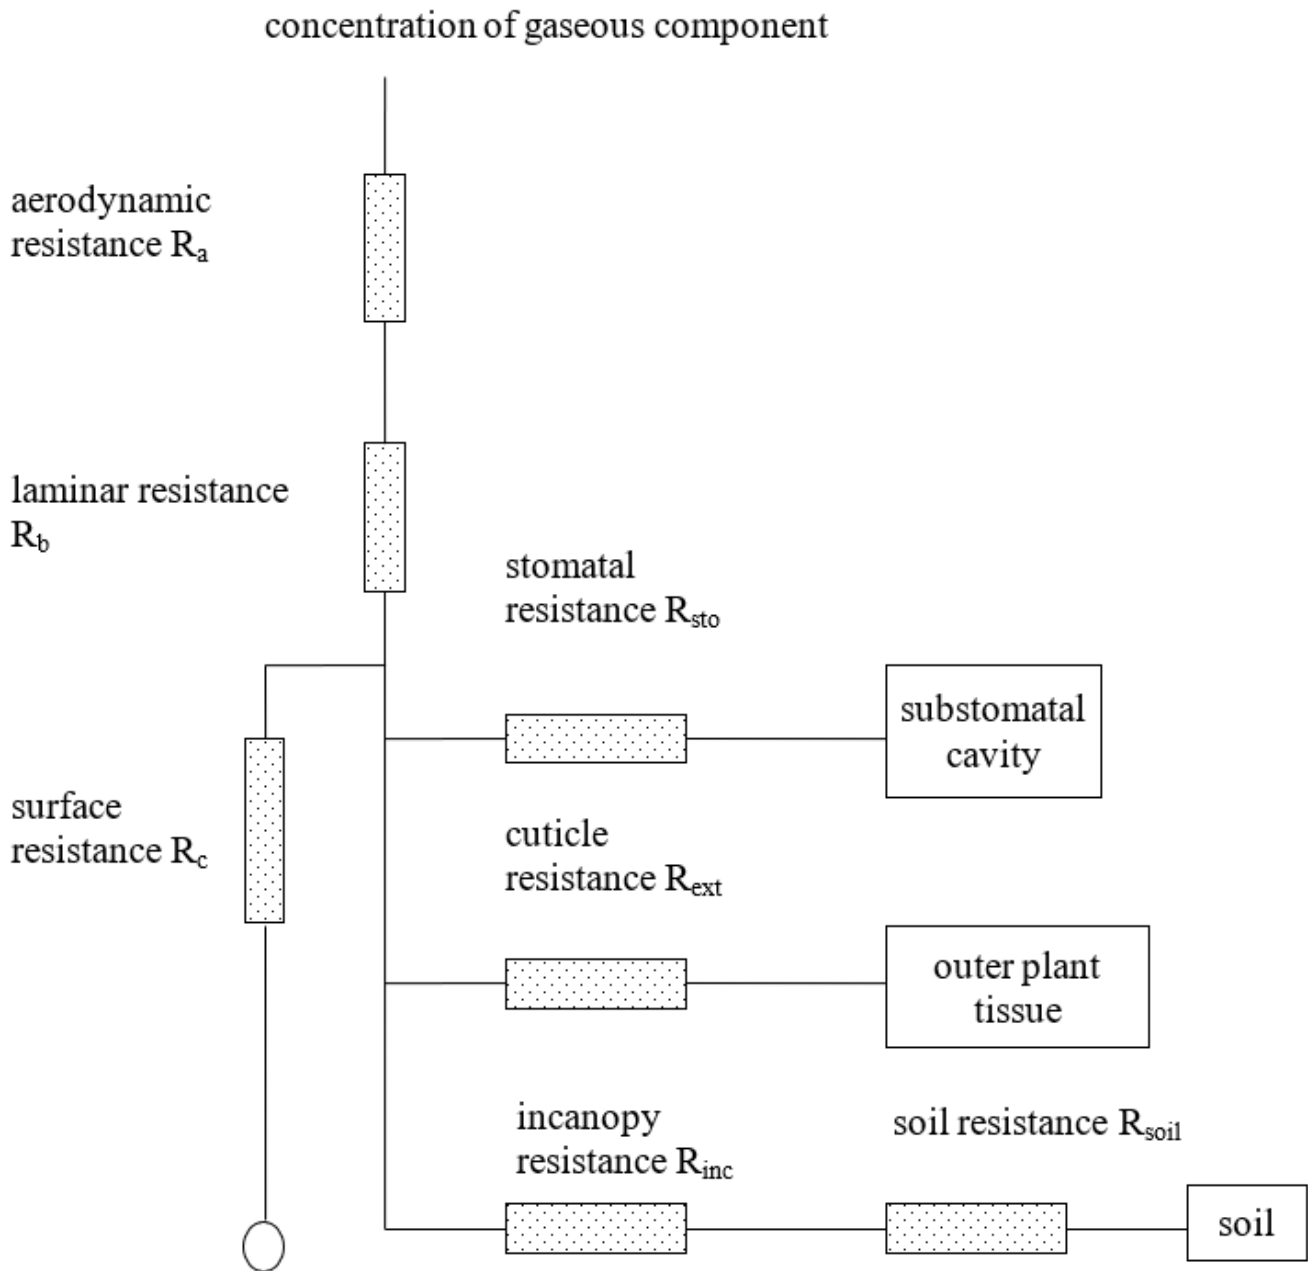 concentration of gaseous component
aerodynamic
resistance Ra
laminar resistance
Rb
stomatal
resistance Rsto
substomatal
cavity
surface
resistance Rc
cuticle
resistance Rext
outer plant
tissue
incanopy
resistance Rinc
soil resistance Rsoil
soil